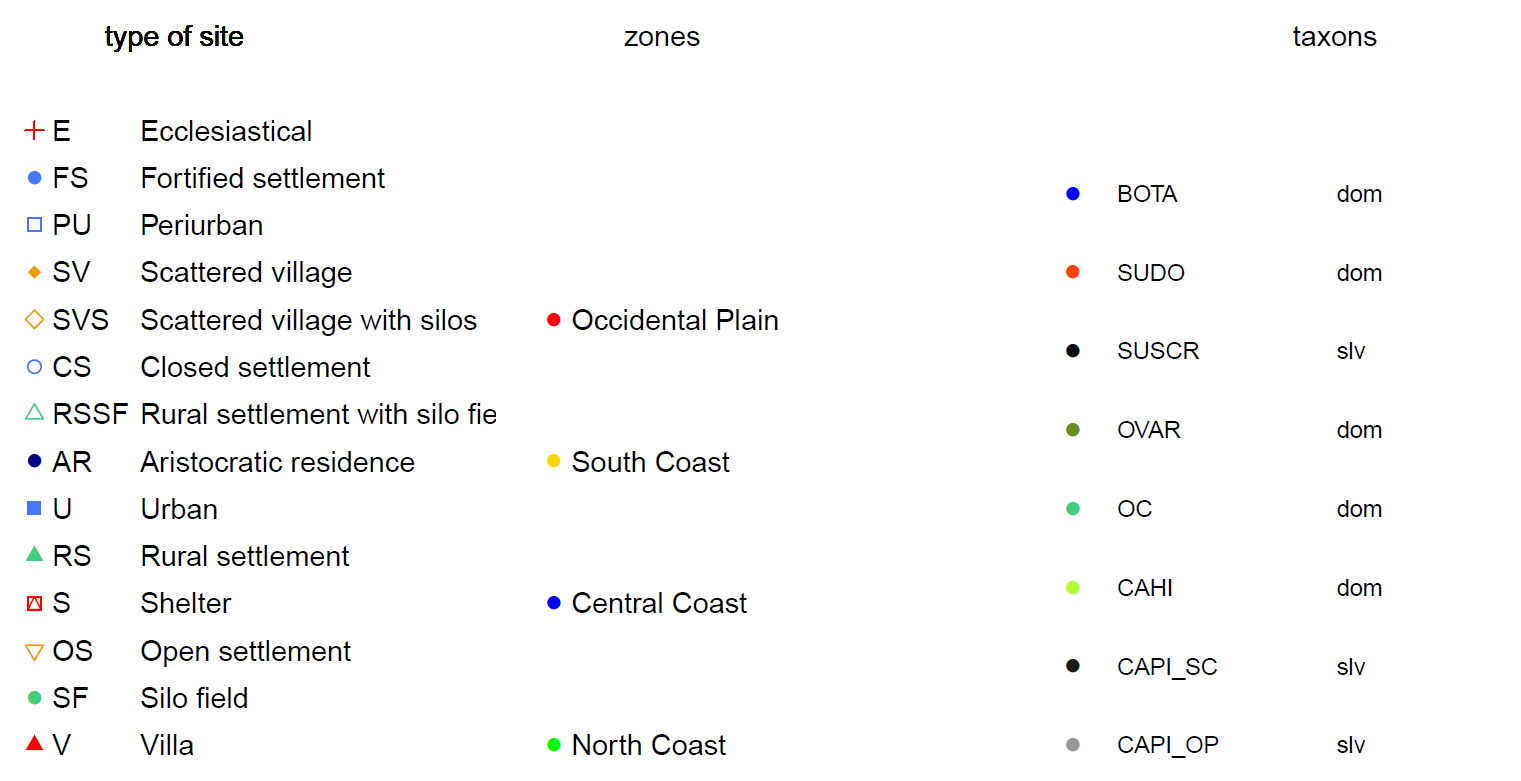 type of site zones taxons
E Ecclesiastical
FS Fortified settlement
BOTA dom
PU Periurban
SV Scattered village
SUDO dom
SVS Scattered village with silos Occidental Plain
SUSCR slv
CS Closed settlement
RSSF Rural settlement with silo fie
OVAR dom
AR Aristocratic residence South Coast
U Urban
OC dom
RS Rural settlement
CAHI dom
S Shelter Central Coast
OS Open settlement
CAPI_SC slv
SF Silo field
V Villa North Coast
CAPI_OP slv